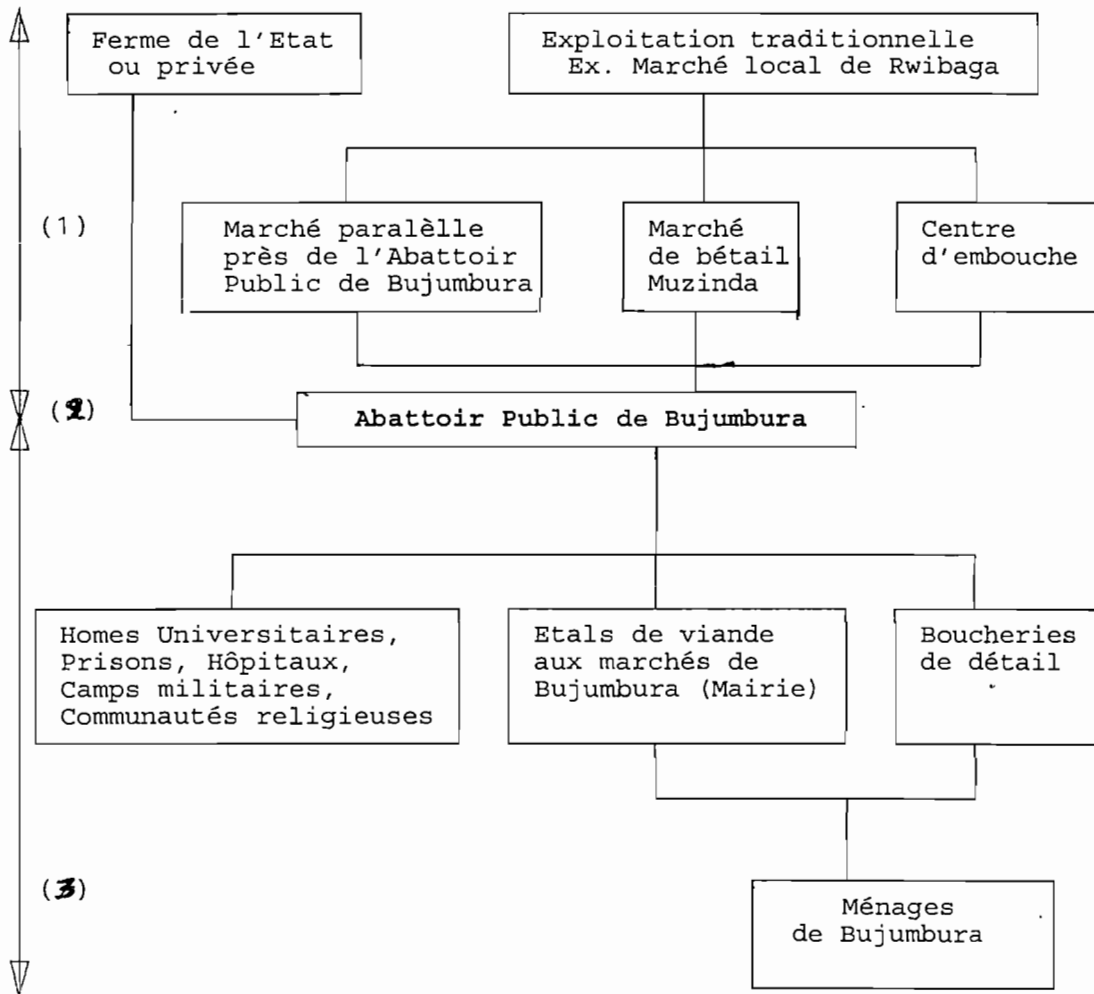 Ferme de l'Etat
ou privée
Exploitation traditionnelle
Ex. Marché local de Rwibaga
(1)
Marché paralèlle
près de l'Abattoir
Public de Bujumbura
Marché
de bétail
Muzinda
Centre
d'embouche
(2)
Abattoir Public de Bujumbura
Homes Universitaires,
Prisons, Hôpitaux,
Camps militaires,
Communautés religieuses
Etals de viande
aux marchés de
Bujumbura (Mairie)
Boucheries
de détail
(3)
Ménages
de Bujumbura